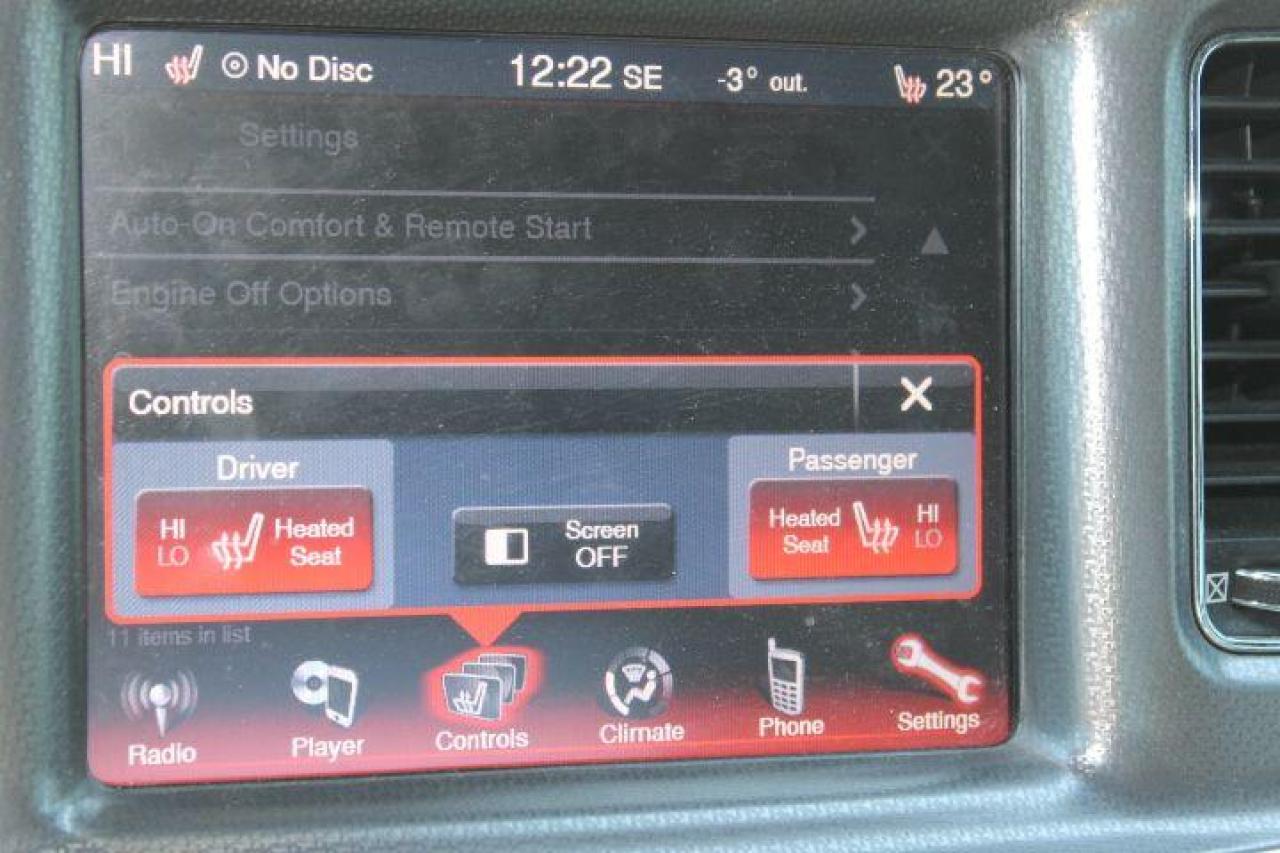 HI No Disc 12:22 SE -3° out. 23°
Settings
Auto-On Comfort & Remote Start
Engine Off Options
Controls
Driver
Passenger
HI
LO
Heated
Seat
Screen
OFF
Heated
Seat
HI
LO
11 items in list
Radio Player Controls Climate Phone Settings